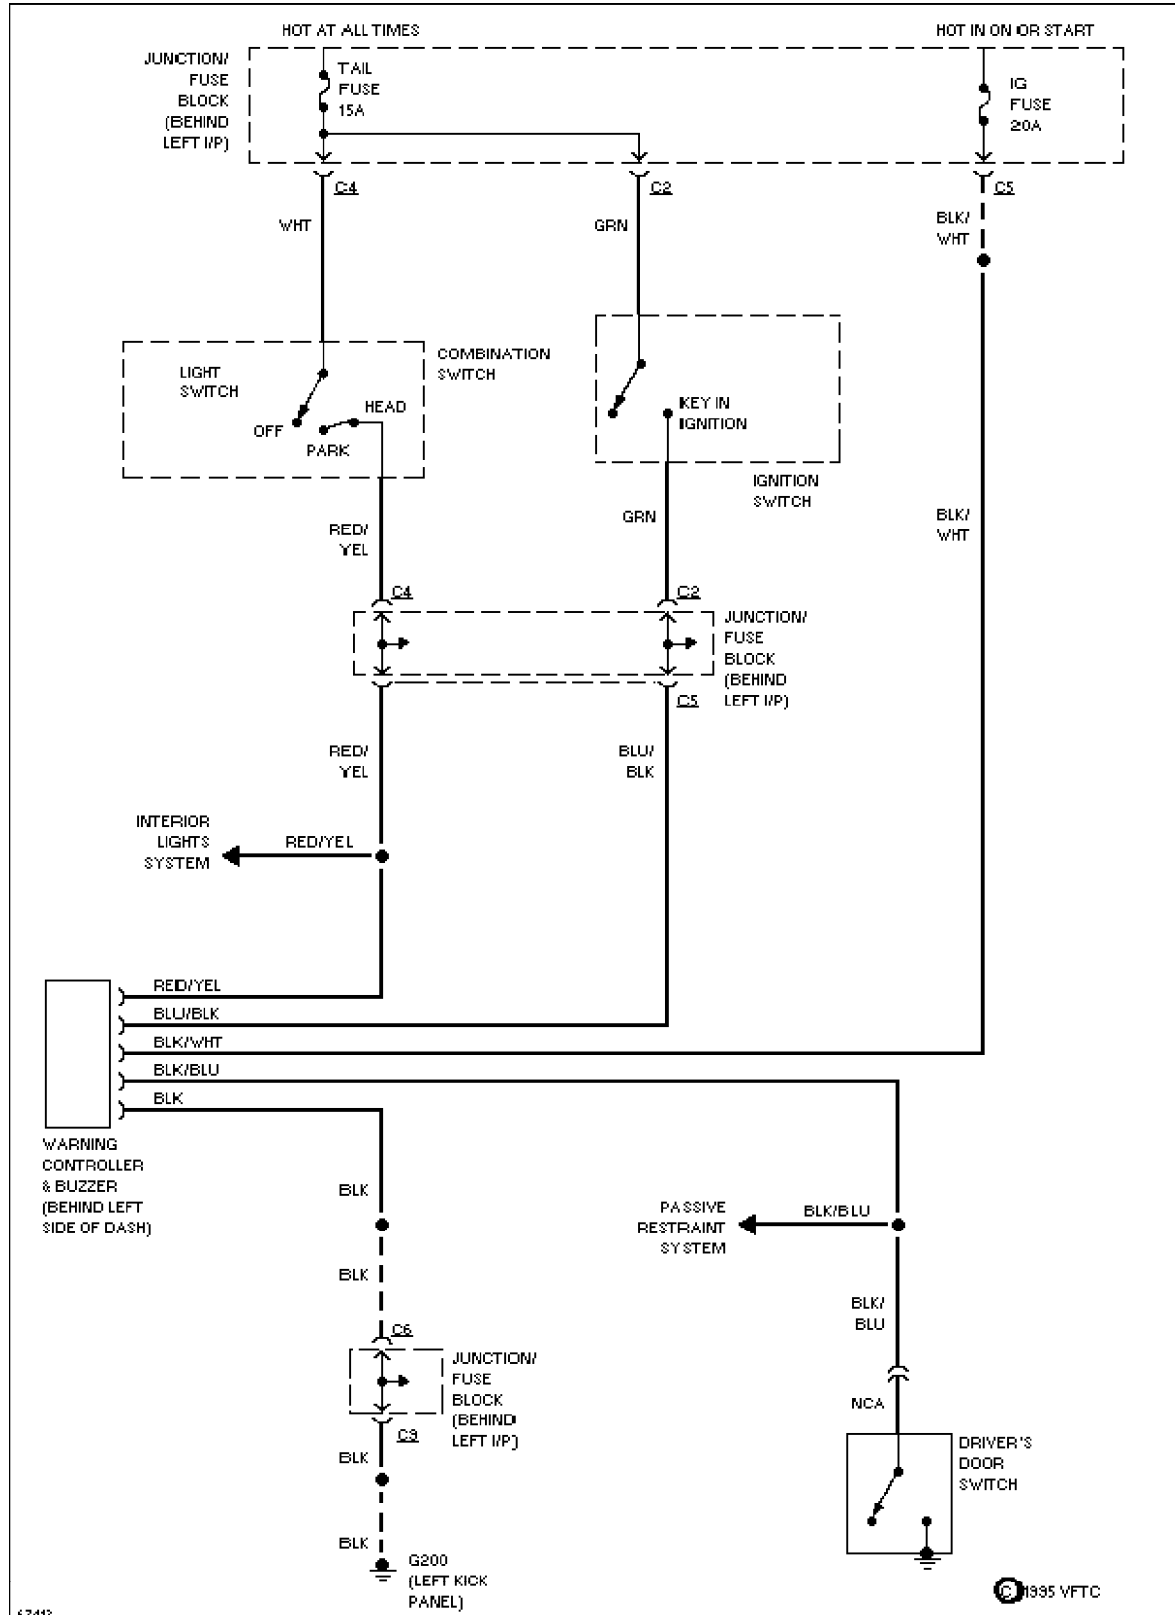 HOT AT ALL TIMES
HOT IN ON OR START
JUNCTION/
FUSE
BLOCK
(BEHIND
LEFT I/P)
TAIL
FUSE
15A
IG
FUSE
20A
C4
C2
C5
WHT
GRN
BLK/
WHT
LIGHT
SWITCH
OFF
PARK
HEAD
COMBINATION
SWITCH
KEY IN
IGNITION
IGNITION
SWITCH
RED/
YEL
GRN
BLK/
WHT
C4
C2
JUNCTION/
FUSE
BLOCK
(BEHIND
LEFT I/P)
C5
RED/
YEL
BLU/
BLK
INTERIOR
LIGHTS
SYSTEM
RED/YEL
RED/YEL
BLU/BLK
BLK/WHT
BLK/BLU
BLK
WARNING
CONTROLLER
& BUZZER
(BEHIND LEFT
SIDE OF DASH)
BLK
PASSIVE
RESTRAINT
SYSTEM
BLK/BLU
BLK
BLK/
BLU
C6
JUNCTION/
FUSE
BLOCK
(BEHIND
LEFT I/P)
C9
NCA
BLK
DRIVER'S
DOOR
SWITCH
BLK
G200
(LEFT KICK
PANEL)
© 1995 VFTC